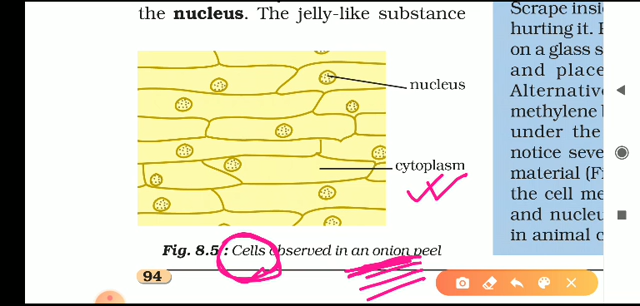 the nucleus. The jelly-like substance
nucleus
cytoplasm
Fig. 8.5 : Cells observed in an onion peel
94
Scrape insi
hurting it. 
on a glass s
and place
Alternativ
methylene
under the
notice seve
material (F
the cell me
and nucleu
in animal c